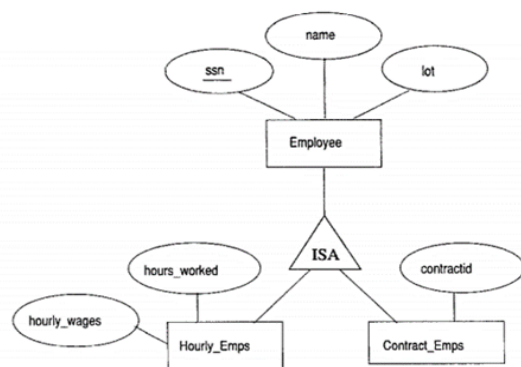 name
ssn
lot
Employee
ISA
hours_worked
contractid
hourly_wages
Hourly_Emps
Contract_Emps